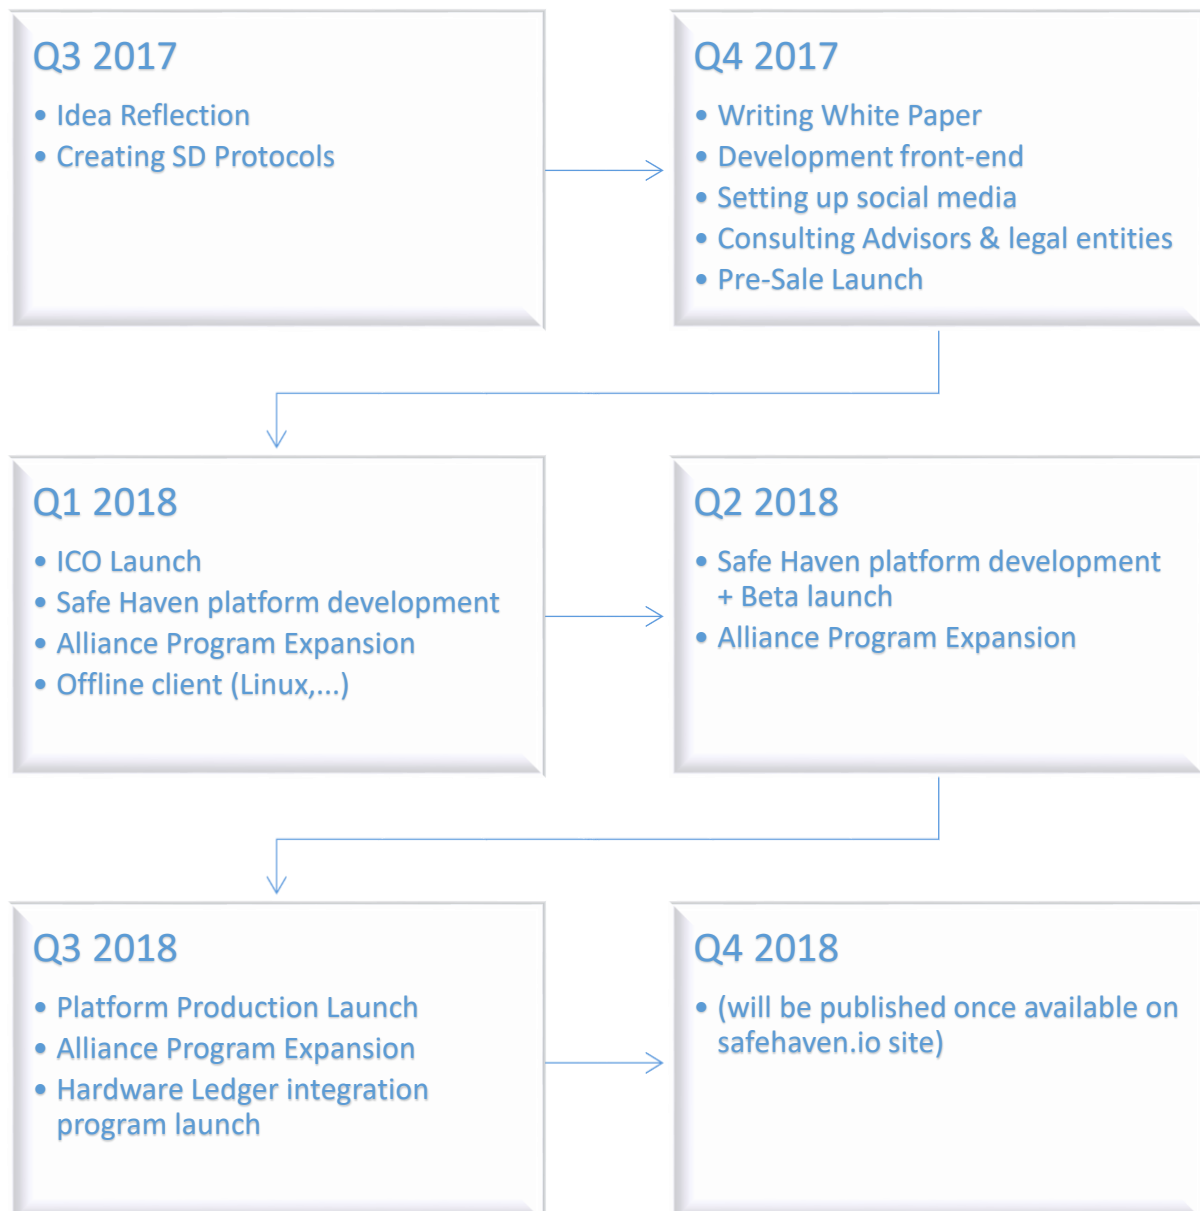 Q3 2017
• Idea Reflection
• Creating SD Protocols
Q4 2017
• Writing White Paper
• Development front-end
• Setting up social media
• Consulting Advisors & legal entities
• Pre-Sale Launch
Q1 2018
• ICO Launch
• Safe Haven platform development
• Alliance Program Expansion
• Offline client (Linux,...)
Q2 2018
• Safe Haven platform development
+ Beta launch
• Alliance Program Expansion
Q3 2018
• Platform Production Launch
• Alliance Program Expansion
• Hardware Ledger integration
program launch
Q4 2018
• (will be published once available on
safehaven.io site)